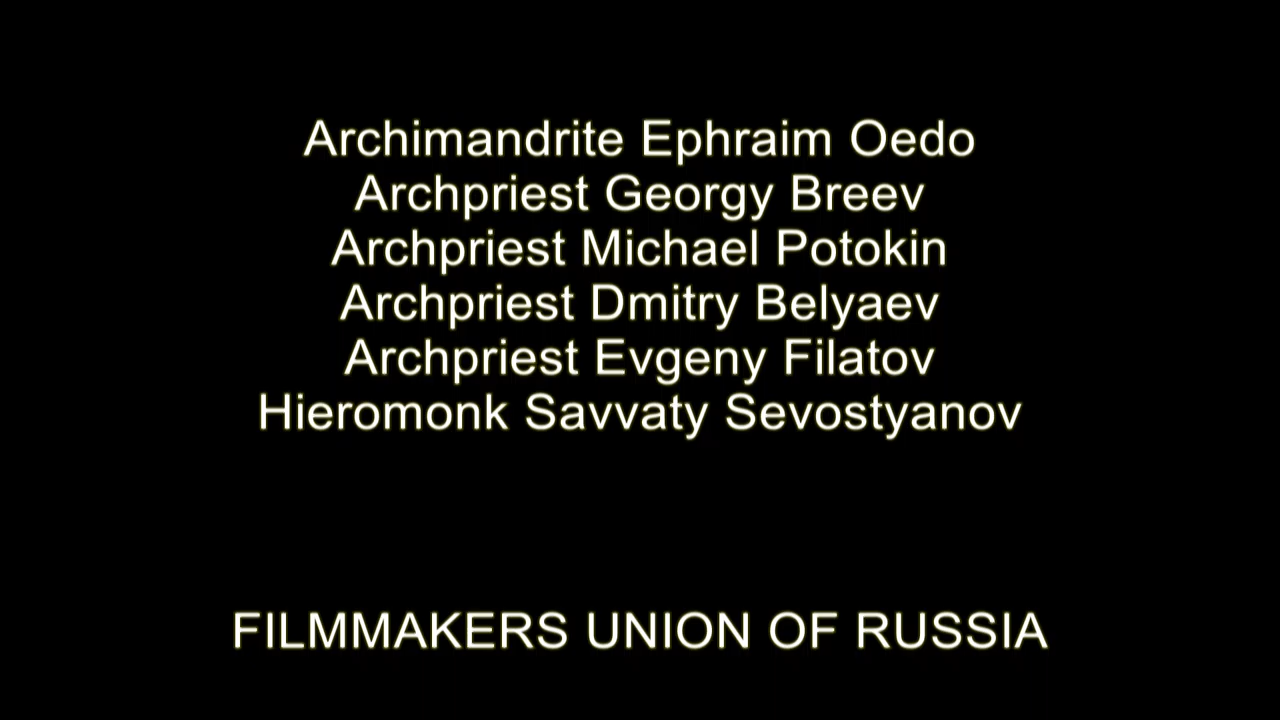 Archimandrite Ephraim Oedo
Archpriest Georgy Breev
Archpriest Michael Potokin
Archpriest Dmitry Belyaev
Archpriest Evgeny Filatov
Hieromonk Savvaty Sevostyanov
FILMMAKERS UNION OF RUSSIA